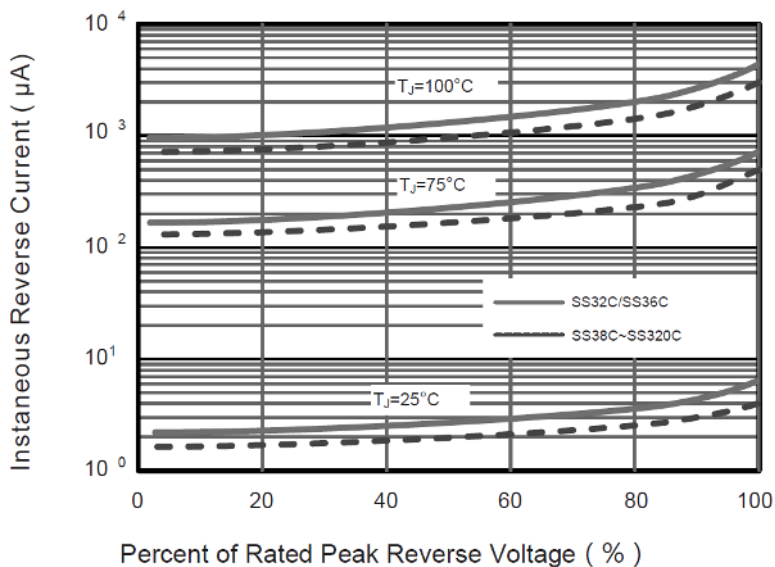 Instaneous Reverse Current ( μA)
10 4
10 3
10 2
10 1
10 0
TJ=100°C
TJ=75°C
SS32C/SS36C
SS38C~SS320C
TJ=25°C
0 20 40 60 80 100
Percent of Rated Peak Reverse Voltage ( % )